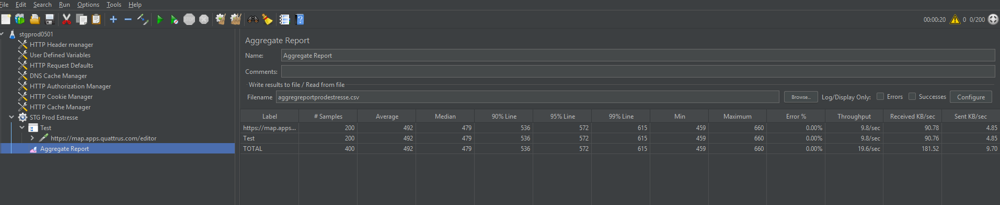 File Edit Search Run Options Tools Help
STOP
00:00:20 0 0/200
stgprod0501
HTTP Header manager
User Defined Variables
HTTP Request Defaults
DNS Cache Manager
HTTP Authorization Manager
HTTP Cookie Manager
HTTP Cache Manager
STG Prod Estresse
Test
https://map.apps.quattrus.com/editor
Aggregate Report
Aggregate Report
Name: Aggregate Report
Comments:
Write results to file / Read from file
Filename aggregreportprodestresse.csv Browse... Log/Display Only: Errors Successes Configure
Label # Samples Average Median 90% Line 95% Line 99% Line Min Maximum Error % Throughput Received KB/sec Sent KB/sec
https://map.apps... 200 492 479 536 572 615 459 660 0.00% 9.8/sec 90.78 4.85
Test 200 492 479 536 572 615 459 660 0.00% 9.8/sec 90.76 4.85
TOTAL 400 492 479 536 572 615 459 660 0.00% 19.6/sec 181.52 9.70